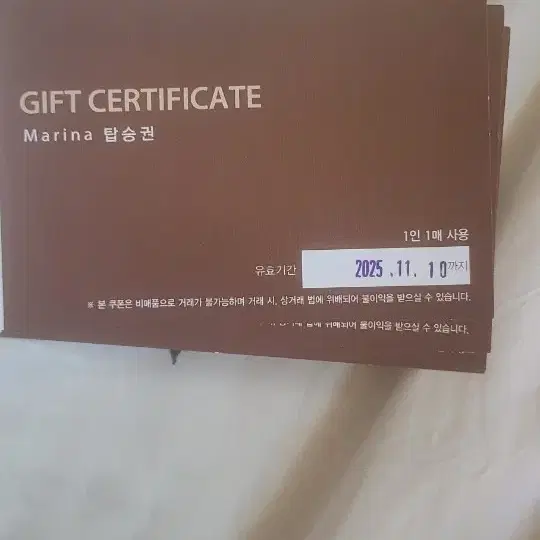 GIFT CERTIFICATE
Marina 탑승권
1인 1매 사용
유효기간 2025.11.10까지
※ 본 쿠폰은 비매품으로 거래가 불가능하며 거래 시, 상거래 법에 위배되어 불이익을 받으실 수 있습니다.
법에 위배되어 불이익을 받으실 수 있습니다.